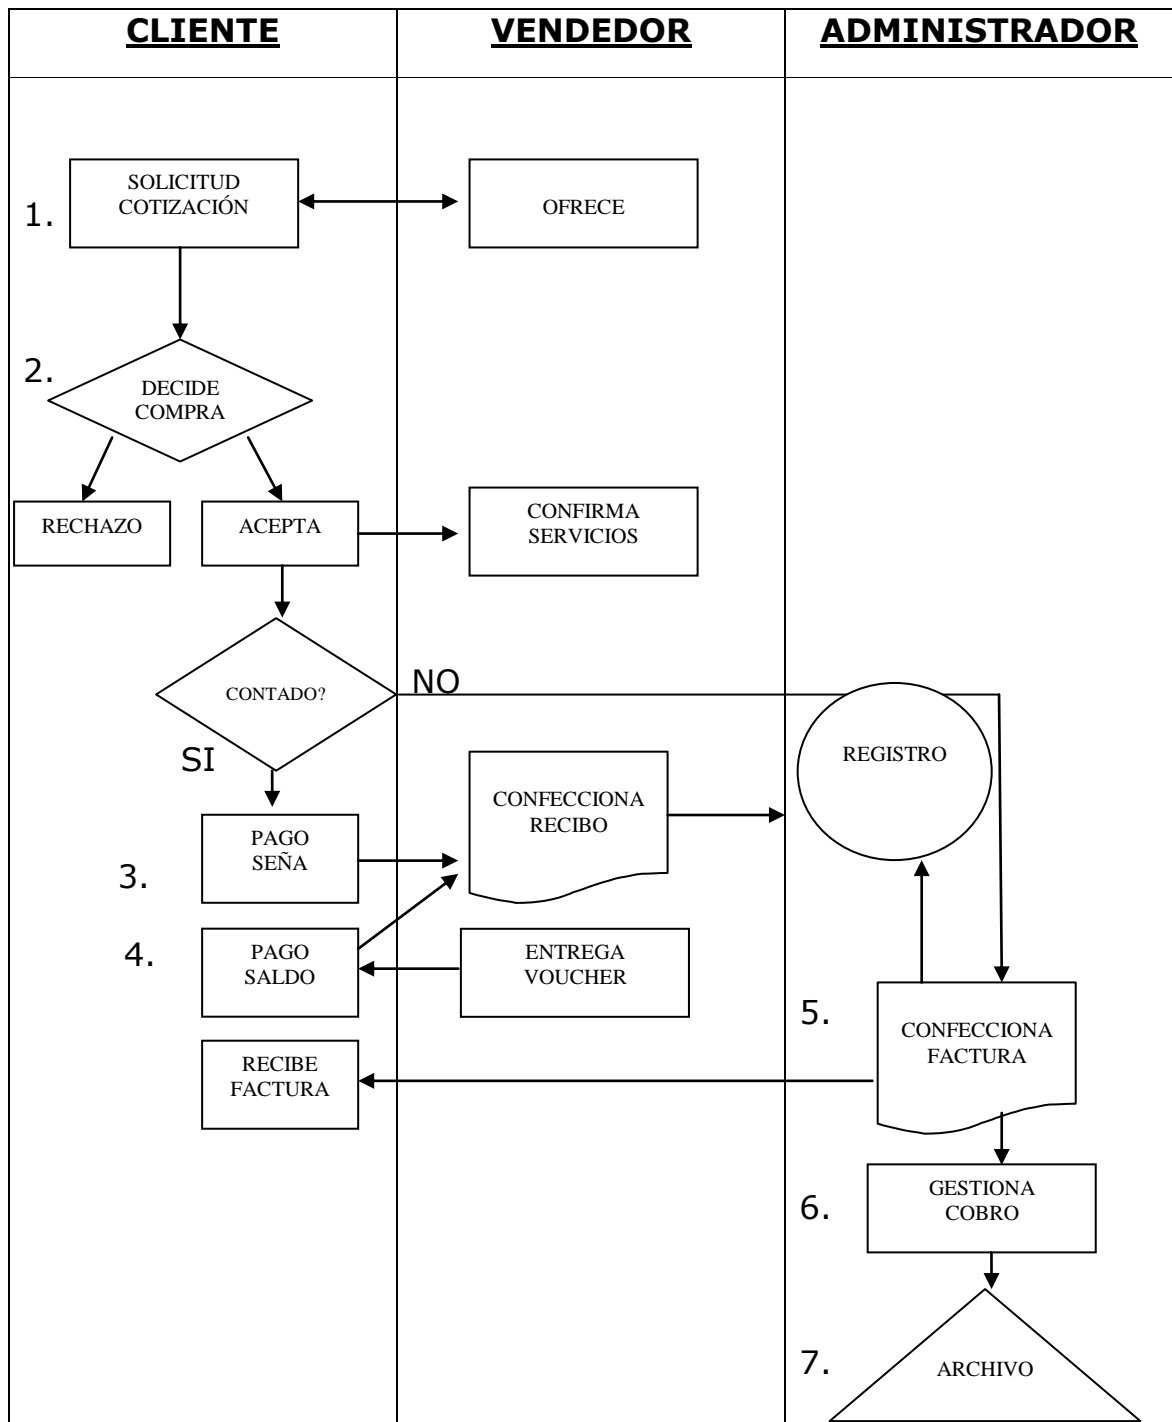 CLIENTE
VENDEDOR
ADMINISTRADOR
1.
SOLICITUD
COTIZACIÓN
OFRECE
2.
DECIDE
COMPRA
RECHAZO
ACEPTA
CONFIRMA
SERVICIOS
CONTADO?
NO
SI
REGISTRO
CONFECCIONA
RECIBO
3.
PAGO
SEÑA
4.
PAGO
SALDO
ENTREGA
VOUCHER
5.
CONFECCIONA
FACTURA
RECIBE
FACTURA
6.
GESTIONA
COBRO
7.
ARCHIVO